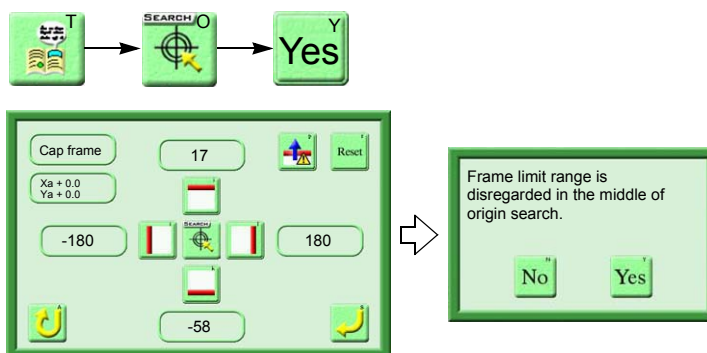 T
SEARCH O
Yes Y
Cap frame
17
P
r
Reset
Xa + 0.0
Ya + 0.0
-180
SEARCH
180
-58
A
S
Frame limit range is
disregarded in the middle of
origin search.
No N
Yes Y